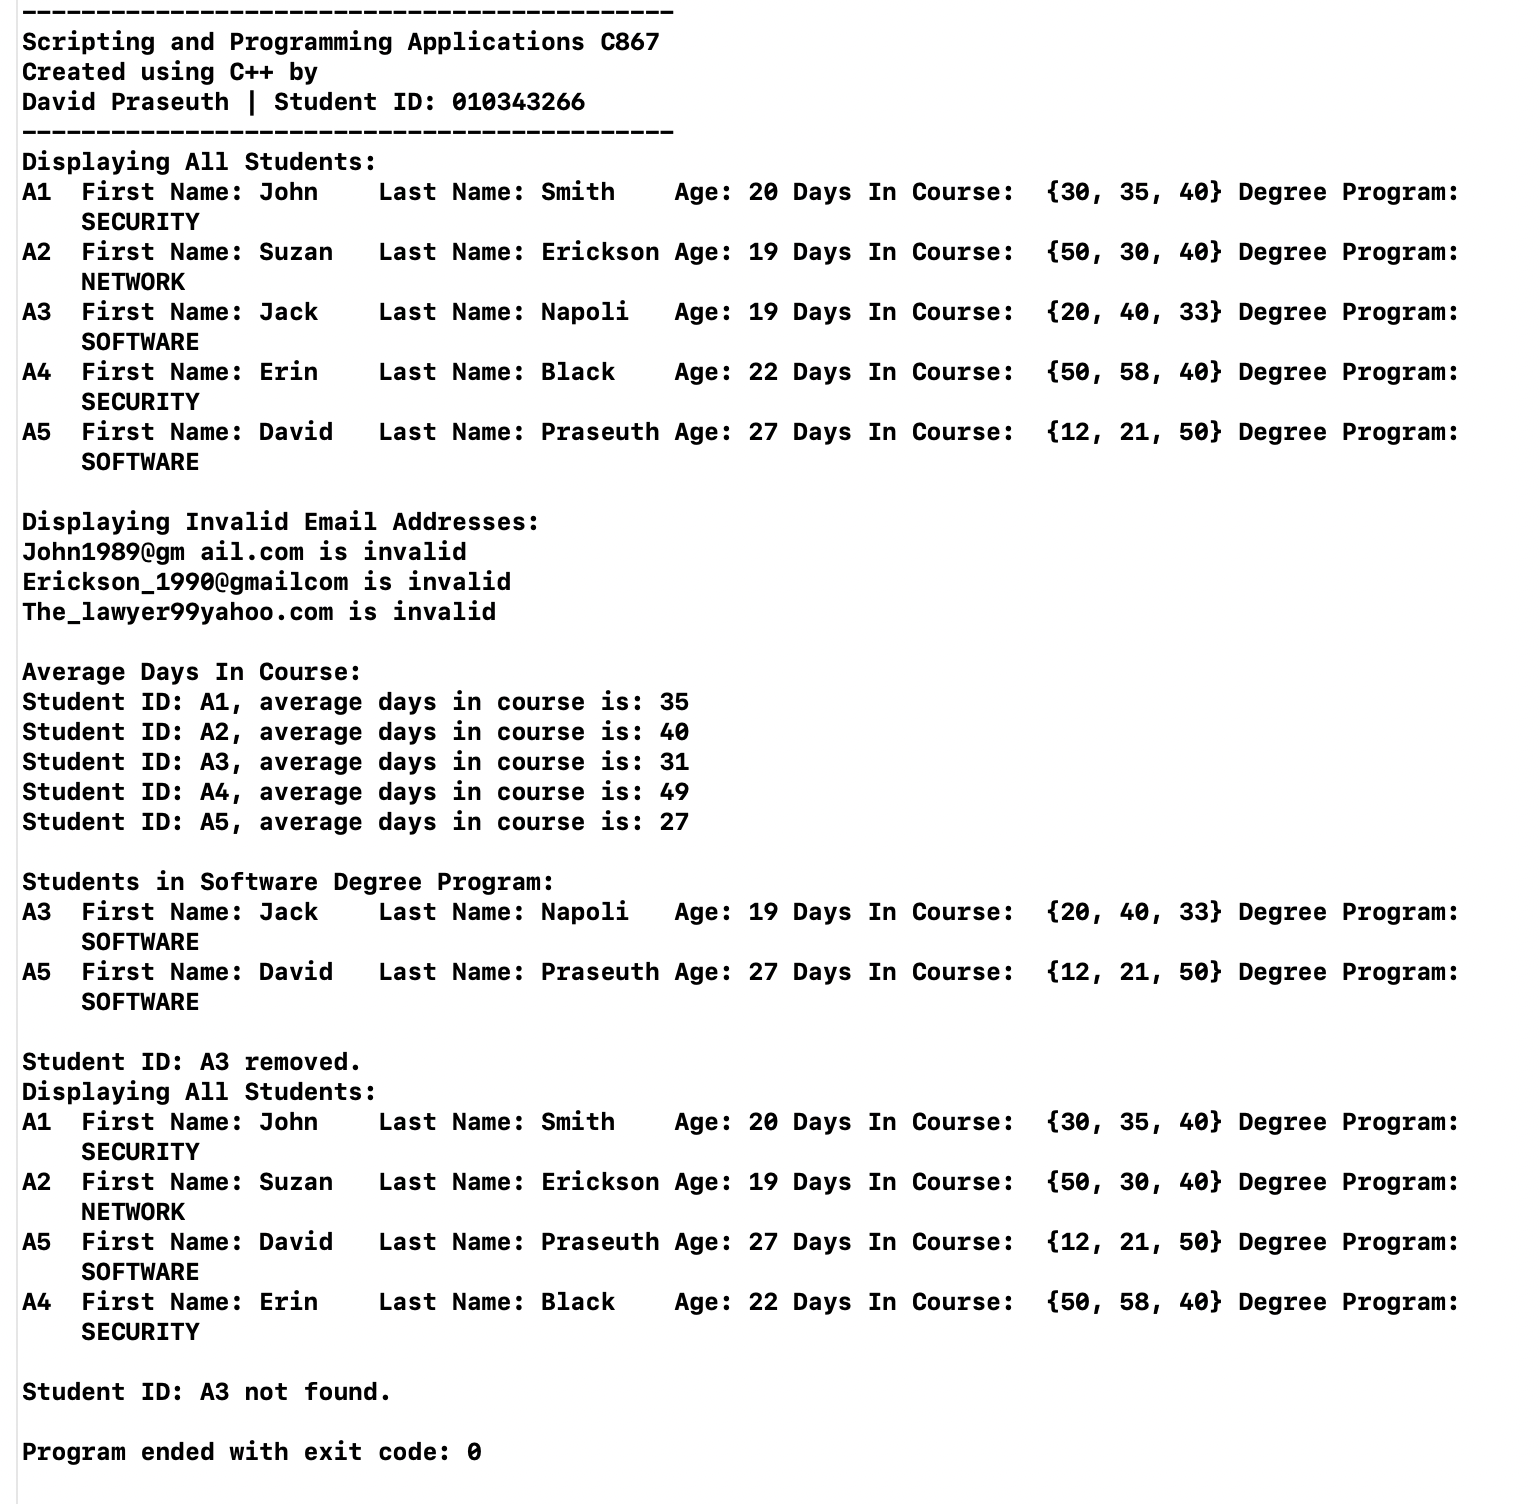 -------------------------------------------- 
Scripting and Programming Applications C867
Created using C++ by
David Praseuth | Student ID: 010343266
--------------------------------------------
Displaying All Students:
A1  First Name: John    Last Name: Smith    Age: 20 Days In Course:  {30, 35, 40} Degree Program:
    SECURITY
A2  First Name: Suzan   Last Name: Erickson Age: 19 Days In Course:  {50, 30, 40} Degree Program:
    NETWORK
A3  First Name: Jack    Last Name: Napoli   Age: 19 Days In Course:  {20, 40, 33} Degree Program:
    SOFTWARE
A4  First Name: Erin    Last Name: Black    Age: 22 Days In Course:  {50, 58, 40} Degree Program:
    SECURITY
A5  First Name: David   Last Name: Praseuth Age: 27 Days In Course:  {12, 21, 50} Degree Program:
    SOFTWARE

Displaying Invalid Email Addresses:
John1989@gm ail.com is invalid
Erickson_1990@gmailcom is invalid
The_lawyer99yahoo.com is invalid

Average Days In Course:
Student ID: A1, average days in course is: 35
Student ID: A2, average days in course is: 40
Student ID: A3, average days in course is: 31
Student ID: A4, average days in course is: 49
Student ID: A5, average days in course is: 27

Students in Software Degree Program:
A3  First Name: Jack    Last Name: Napoli   Age: 19 Days In Course:  {20, 40, 33} Degree Program:
    SOFTWARE
A5  First Name: David   Last Name: Praseuth Age: 27 Days In Course:  {12, 21, 50} Degree Program:
    SOFTWARE

Student ID: A3 removed.
Displaying All Students:
A1  First Name: John    Last Name: Smith    Age: 20 Days In Course:  {30, 35, 40} Degree Program:
    SECURITY
A2  First Name: Suzan   Last Name: Erickson Age: 19 Days In Course:  {50, 30, 40} Degree Program:
    NETWORK
A5  First Name: David   Last Name: Praseuth Age: 27 Days In Course:  {12, 21, 50} Degree Program:
    SOFTWARE
A4  First Name: Erin    Last Name: Black    Age: 22 Days In Course:  {50, 58, 40} Degree Program:
    SECURITY

Student ID: A3 not found.

Program ended with exit code: 0